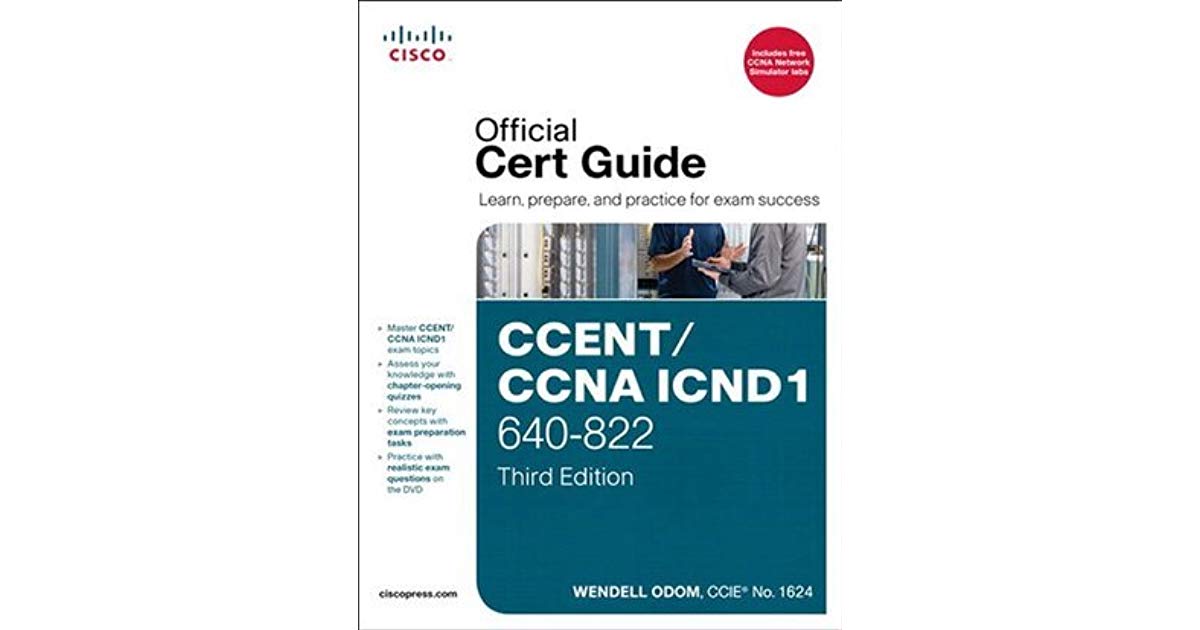 CISCO
Includes free
CCNA Network
Simulator labs
Official
Cert Guide
Learn, prepare, and practice for exam success
» Master CCENT/
CCNA ICND1
exam topics
» Assess your
knowledge with
chapter-opening
quizzes
» Review key
concepts with
exam preparation
tasks
» Practice with
realistic exam
questions on
the DVD
CCENT/
CCNA ICND1
640-822
Third Edition
ciscopress.com
WENDELL ODOM, CCIE® No. 1624